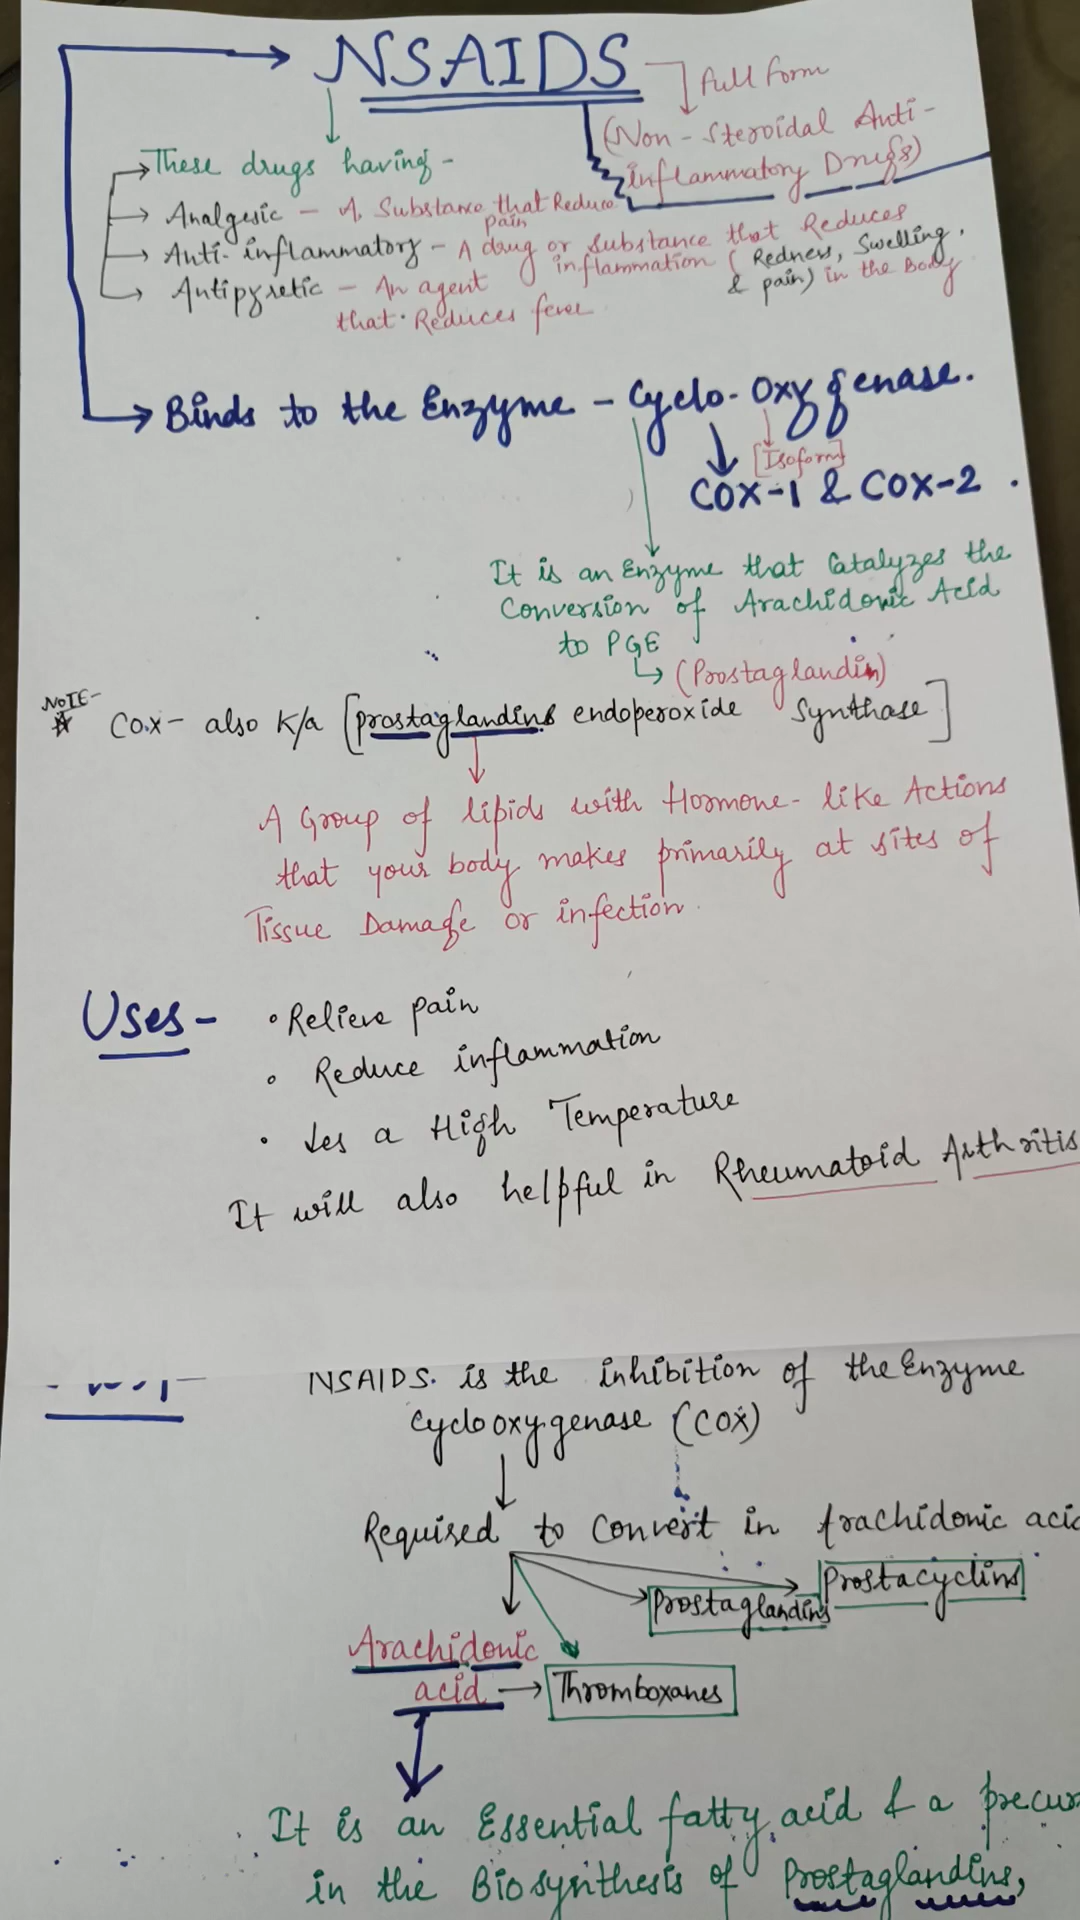 NSAIDS
Full form
(Non-Steroidal Anti-
inflammatory Drugs)
These drugs having-
Analgesic - A Substance that Reduce
pain
Anti-inflammatory - A drug or Substance that Reduces
inflammation (Redness, Swelling,
& pain) in the Body
Antipyretic - An agent
that Reduces fever
Binds to the Enzyme - Cyclo-Oxygenase.
[Isoform]
COX-1 & COX-2.
It is an Enzyme that Catalyzes the
Conversion of Arachidonic Acid
to PGE
(Prostaglandin)
NOTE-
COX- also K/a [prostaglandins endoperoxide Synthase]
A Group of lipids with Hormone-like Actions
that your body makes primarily at sites of
Tissue Damage or infection.
Uses-
• Relieve pain
• Reduce inflammation
• a High Temperature
It will also helpful in Rheumatoid Arthritis
NSAIDS. is the inhibition of the Enzyme
Cyclooxygenase (COX)
Required to Convert in Arachidonic acid
Prostacyclins
Prostaglandins
Arachidonic
acid → Thromboxanes
It is an Essential fatty acid & a precur
in the Biosynthesis of Prostaglandins,